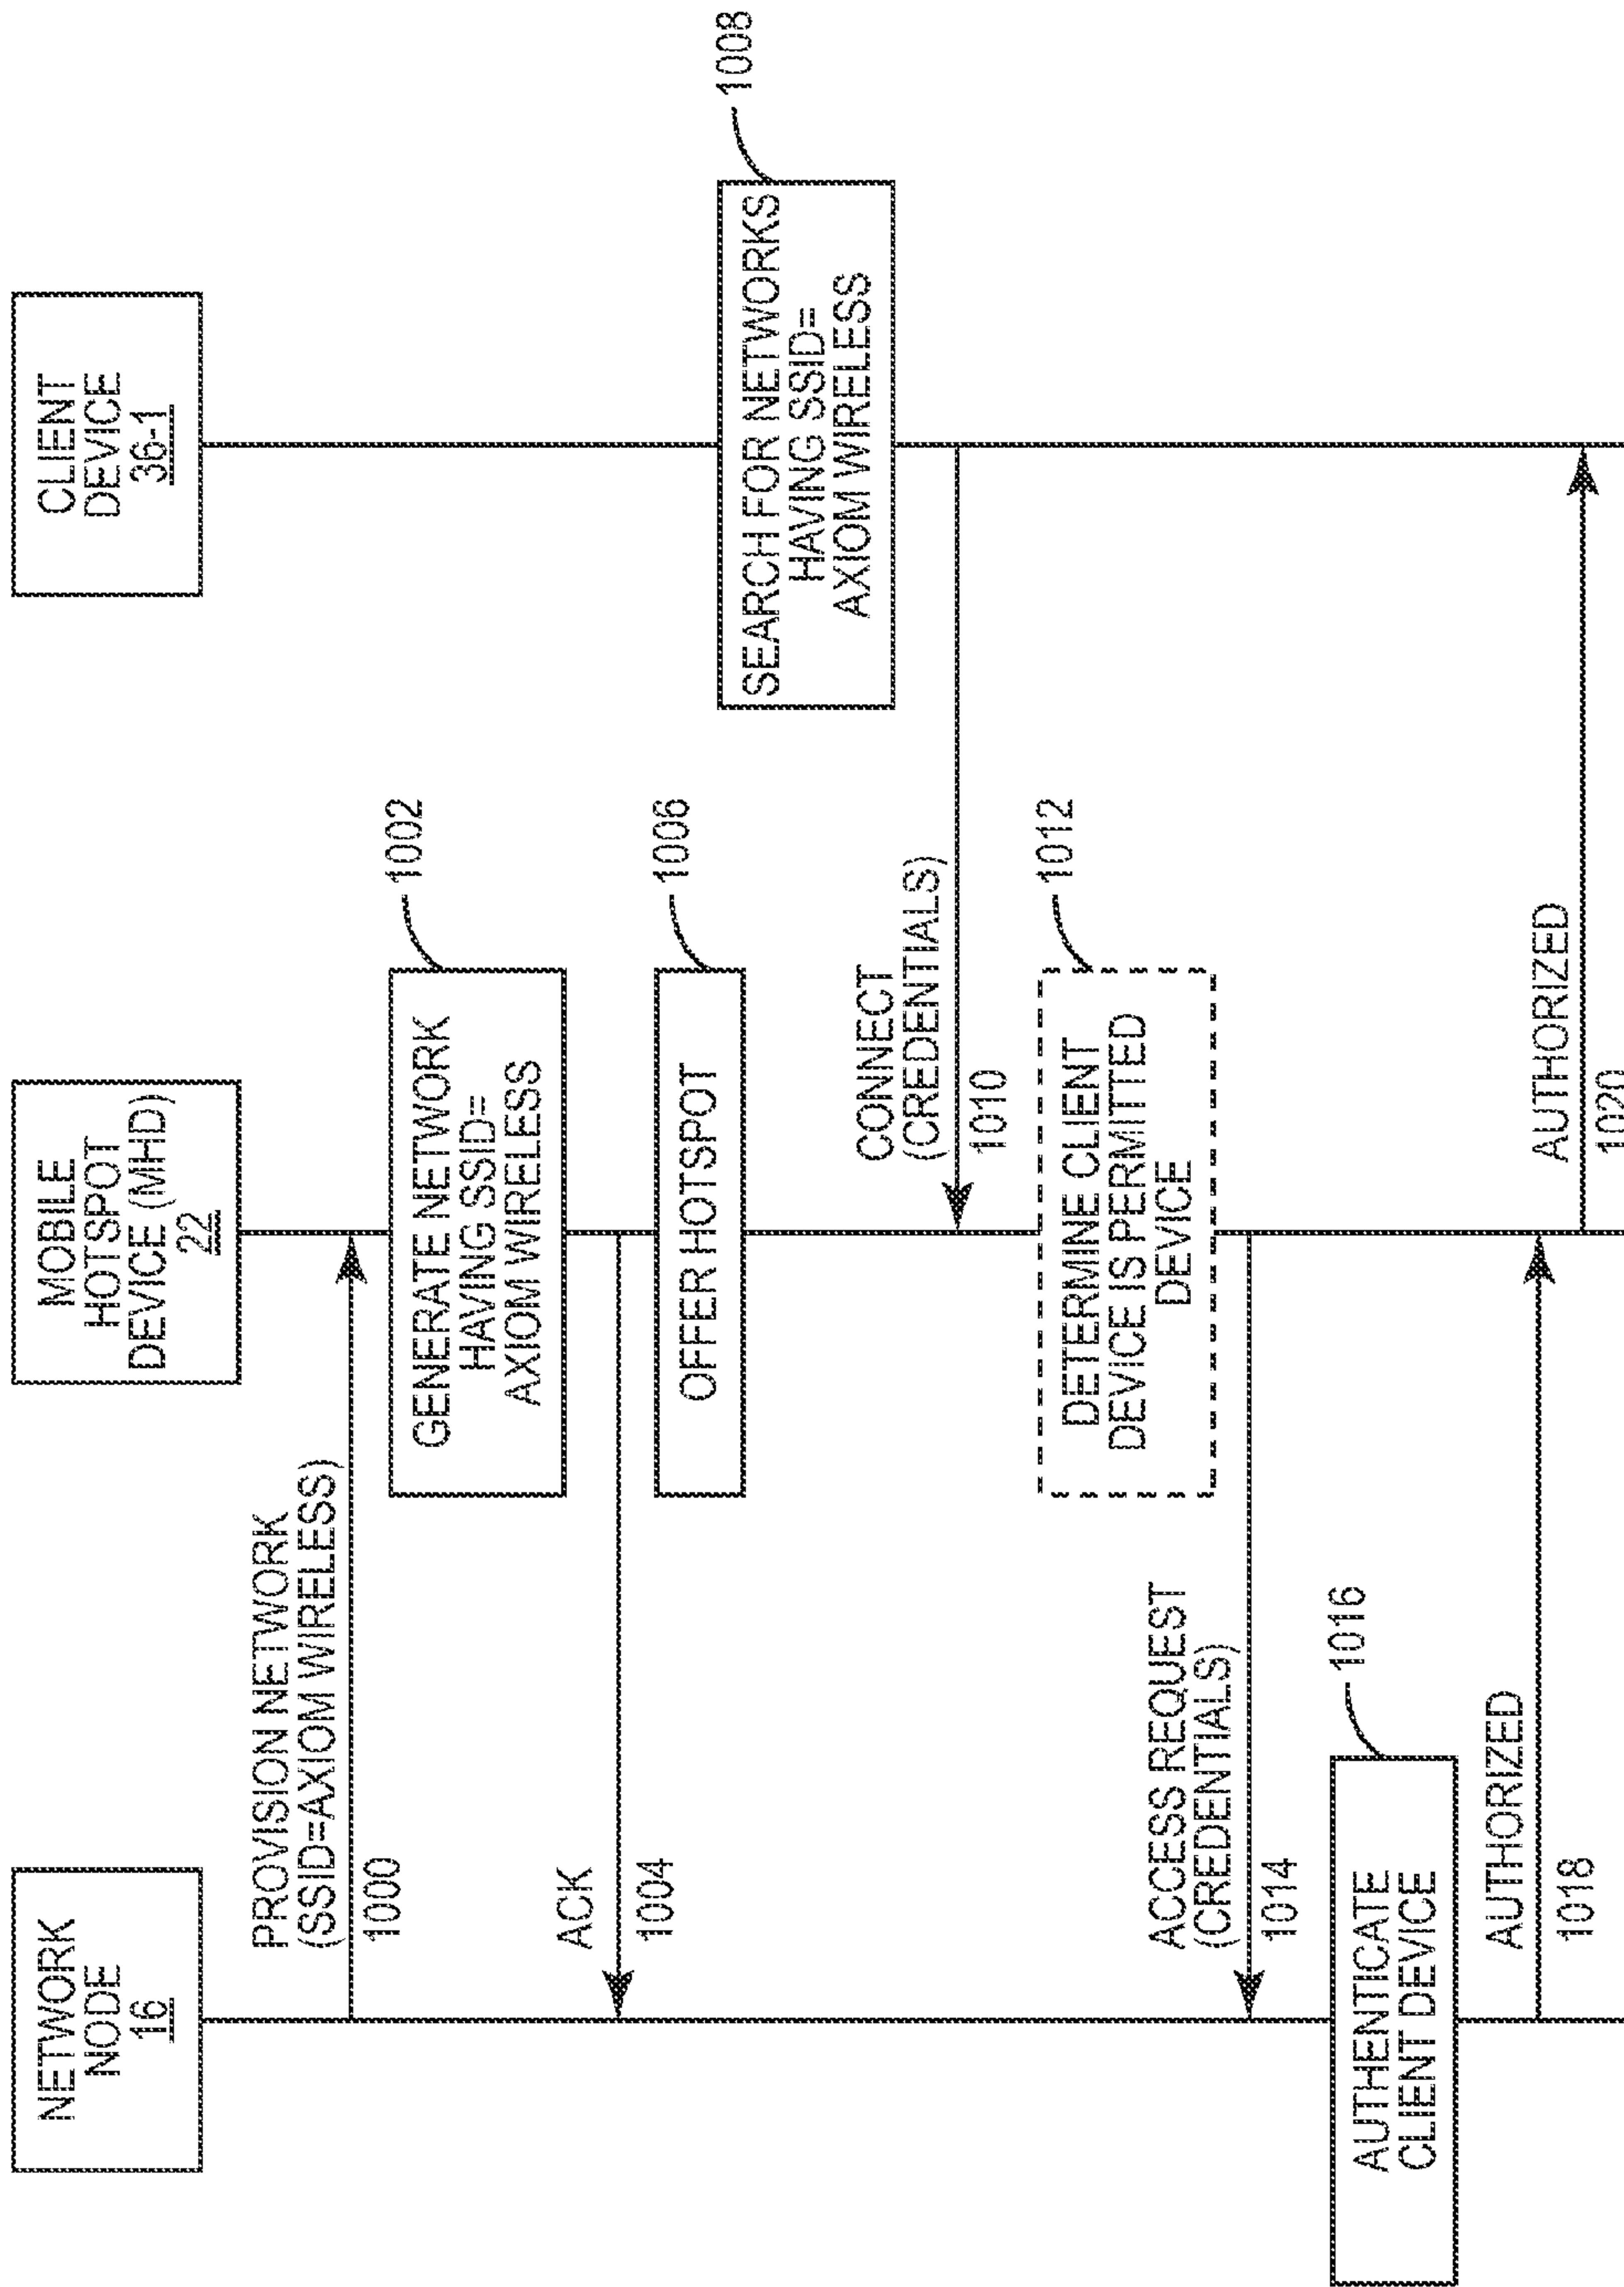 NETWORK
NODE
16
MOBILE
HOTSPOT
DEVICE (MHD)
22
CLIENT
DEVICE
36-1
PROVISION NETWORK
(SSID=AXIOM WIRELESS)
1000
GENERATE NETWORK
HAVING SSID=
AXIOM WIRELESS
1002
ACK
1004
OFFER HOTSPOT
1006
SEARCH FOR NETWORKS
HAVING SSID=
AXIOM WIRELESS
1008
CONNECT
(CREDENTIALS)
1010
DETERMINE CLIENT
DEVICE IS PERMITTED
DEVICE
1012
ACCESS REQUEST
(CREDENTIALS)
1014
AUTHENTICATE
CLIENT DEVICE
1016
AUTHORIZED
1018
AUTHORIZED
1020